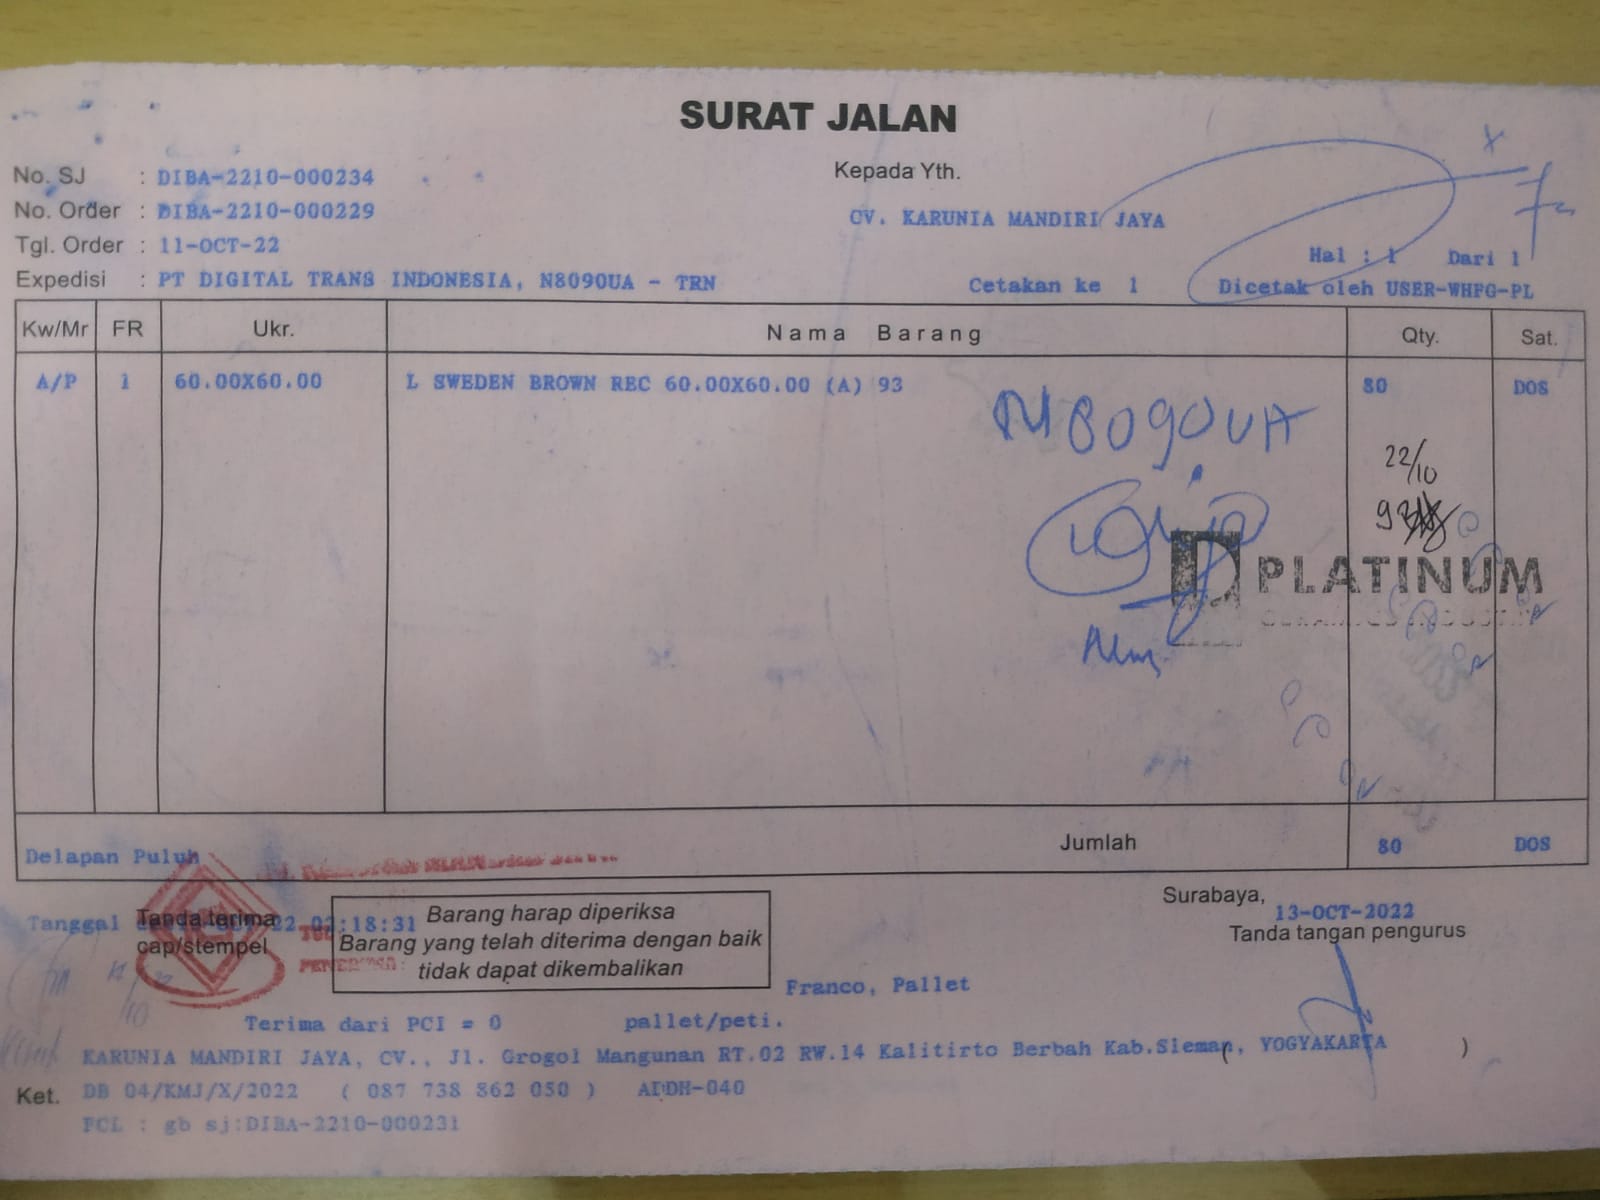 SURAT JALAN
No. SJ : DIBA-2210-000234
Kepada Yth.
No. Order : DIBA-2210-000229
CV. KARUNIA MANDIRI JAYA
Tgl. Order : 11-OCT-22
Hal : 1 Dari 1
Expedisi : PT DIGITAL TRANS INDONESIA, N8090UA - TRN
Cetakan ke 1 Dicetak oleh USER-WHFG-PL
Kw/Mr FR Ukr. Nama Barang Qty. Sat.
A/P 1 60.00X60.00 L SWEDEN BROWN REC 60.00X60.00 (A) 93 80 DOS
N8090UA
22/10
PLATINUM
CERAMICS INDUSTRY
Delapan Puluh Jumlah 80 DOS
Surabaya,
13-OCT-2022
Tanda tangan pengurus
Tanggal 02:18:31
Tanda terima
cap/stempel
Barang harap diperiksa
Barang yang telah diterima dengan baik
tidak dapat dikembalikan
Franco, Pallet
Terima dari PCI = 0 pallet/peti.
KARUNIA MANDIRI JAYA, CV., Jl. Grogol Mangunan RT.02 RW.14 Kalitirto Berbah Kab.Sleman, YOGYAKARTA
( )
Ket. DB 04/KMJ/X/2022 ( 087 738 862 050 ) ADDH-040
FCL : gb sj:DIBA-2210-000231